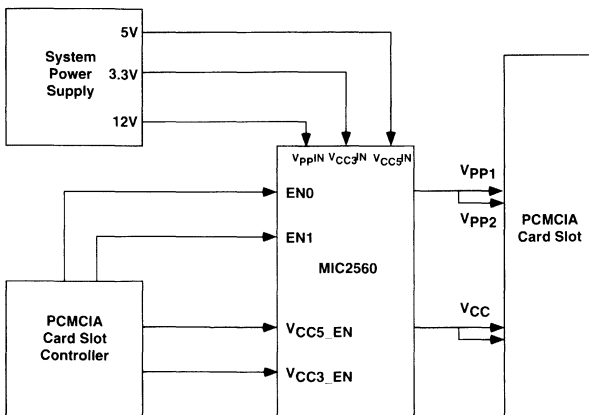 System
Power
Supply
5V
3.3V
12V
VPPIN VCC3IN VCC5IN
EN0
EN1
MIC2560
VCC5_EN
VCC3_EN
PCMCIA
Card Slot
Controller
VPP1
VPP2
VCC
PCMCIA
Card Slot